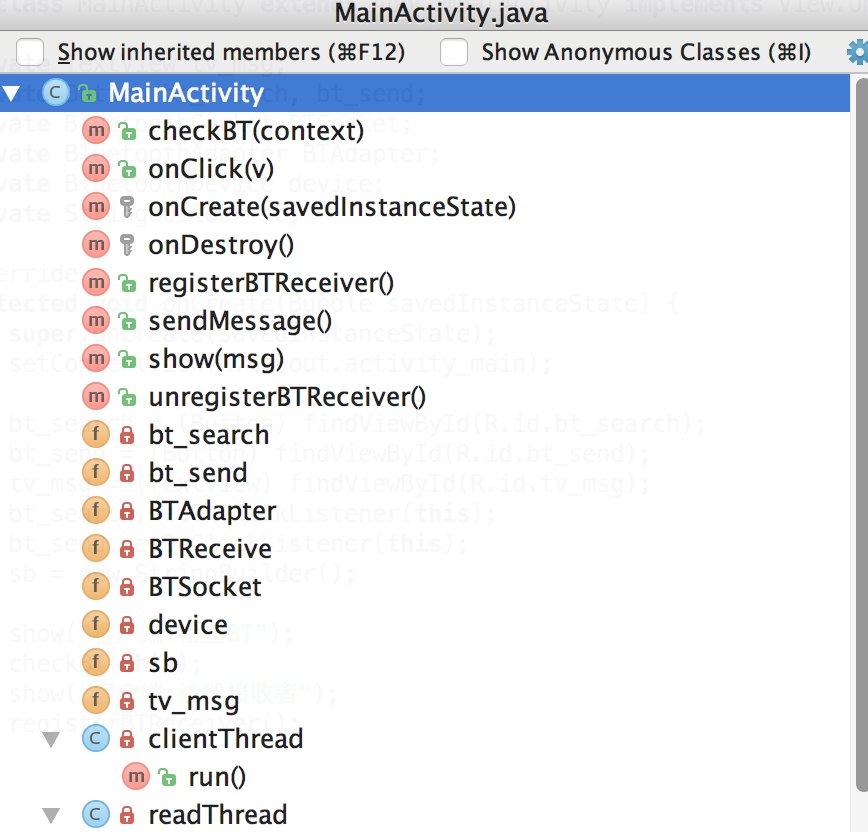 MainActivity.java
Show inherited members (⌘F12) Show Anonymous Classes (⌘I)
MainActivity
checkBT(context)
onClick(v)
onCreate(savedInstanceState)
onDestroy()
registerBTReceiver()
sendMessage()
show(msg)
unregisterBTReceiver()
bt_search
bt_send
BTAdapter
BTReceive
BTSocket
device
sb
tv_msg
clientThread
run()
readThread